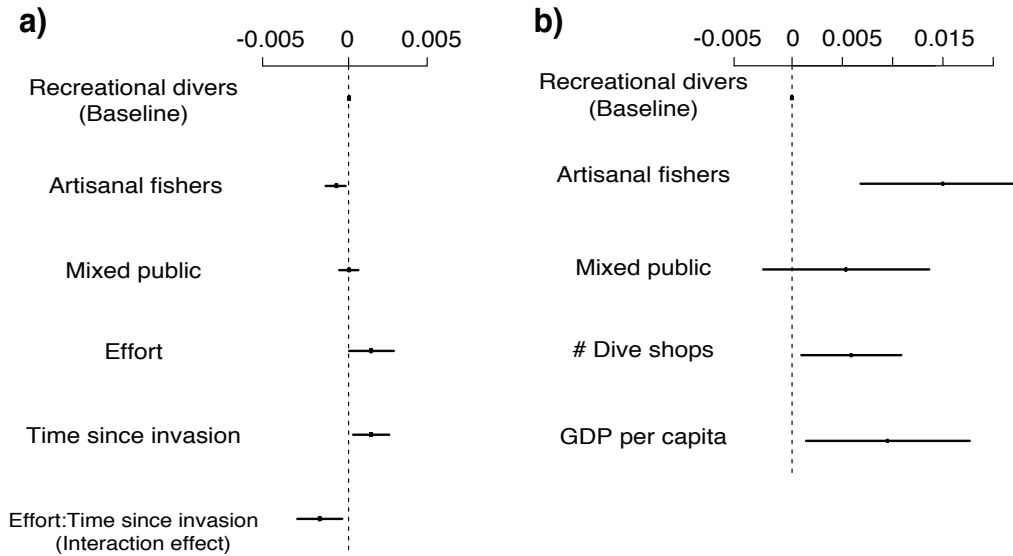 a)
-0.005 0 0.005
Recreational divers
(Baseline)
Artisanal fishers
Mixed public
Effort
Time since invasion
Effort:Time since invasion
(Interaction effect)
b)
-0.005 0 0.005 0.015
Recreational divers
(Baseline)
Artisanal fishers
Mixed public
# Dive shops
GDP per capita